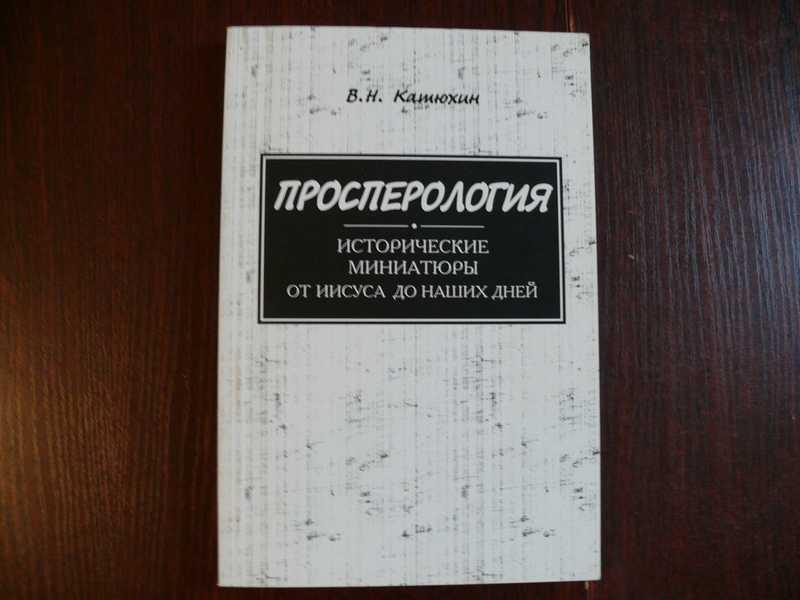 В.Н. Катюхин
ПРОСПЕРОЛОГИЯ
ИСТОРИЧЕСКИЕ
МИНИАТЮРЫ
ОТ ИИСУСА ДО НАШИХ ДНЕЙ